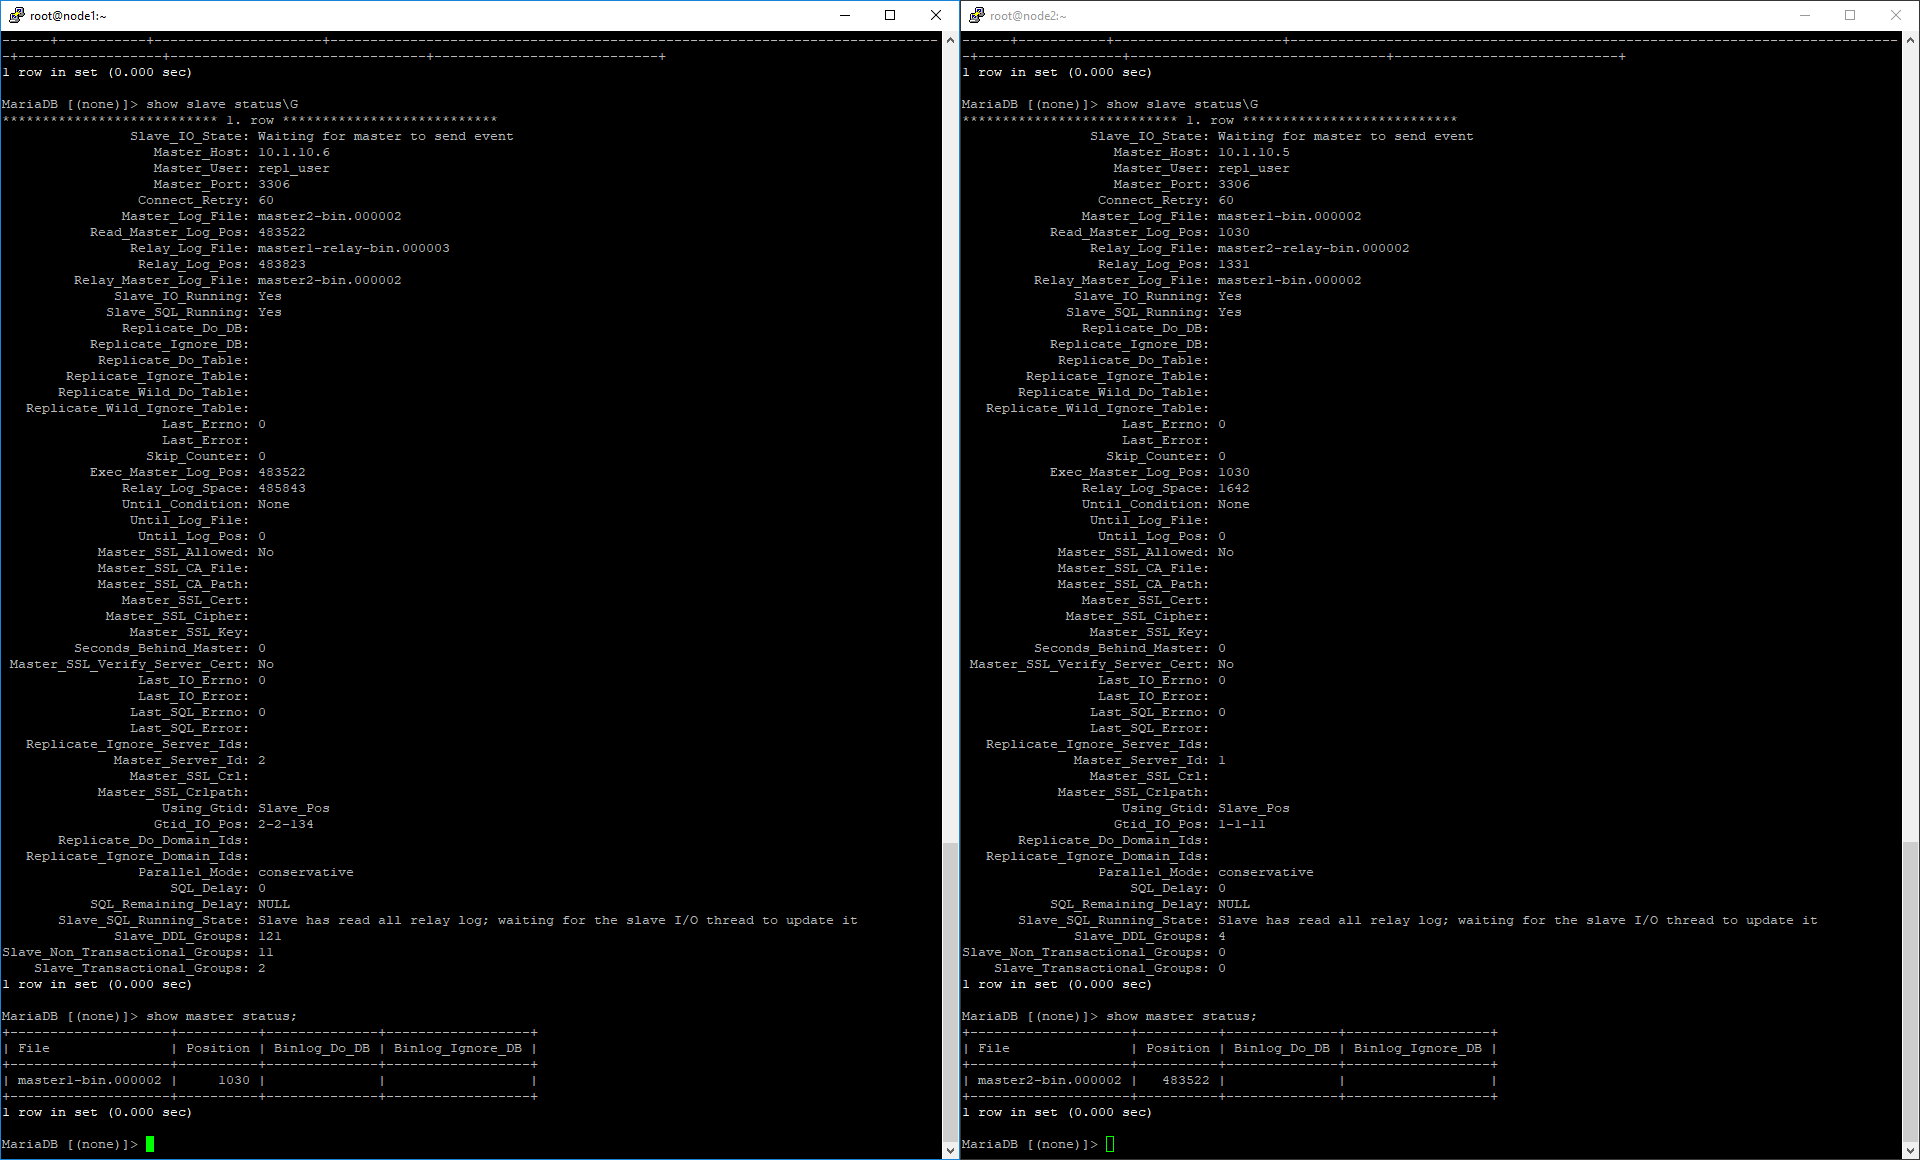 root@node1:~
------+-----------+---------------------+----------------------------------------------------------------------------
-+------------------+--------------------------------+----------------------------+
1 row in set (0.000 sec)
MariaDB [(none)]> show slave status\G
*************************** 1. row ***************************
Slave_IO_State: Waiting for master to send event
Master_Host: 10.1.10.6
Master_User: repl_user
Master_Port: 3306
Connect_Retry: 60
Master_Log_File: master2-bin.000002
Read_Master_Log_Pos: 483522
Relay_Log_File: master1-relay-bin.000003
Relay_Log_Pos: 483823
Relay_Master_Log_File: master2-bin.000002
Slave_IO_Running: Yes
Slave_SQL_Running: Yes
Replicate_Do_DB:
Replicate_Ignore_DB:
Replicate_Do_Table:
Replicate_Ignore_Table:
Replicate_Wild_Do_Table:
Replicate_Wild_Ignore_Table:
Last_Errno: 0
Last_Error:
Skip_Counter: 0
Exec_Master_Log_Pos: 483522
Relay_Log_Space: 485843
Until_Condition: None
Until_Log_File:
Until_Log_Pos: 0
Master_SSL_Allowed: No
Master_SSL_CA_File:
Master_SSL_CA_Path:
Master_SSL_Cert:
Master_SSL_Cipher:
Master_SSL_Key:
Seconds_Behind_Master: 0
Master_SSL_Verify_Server_Cert: No
Last_IO_Errno: 0
Last_IO_Error:
Last_SQL_Errno: 0
Last_SQL_Error:
Replicate_Ignore_Server_Ids:
Master_Server_Id: 2
Master_SSL_Crl:
Master_SSL_Crlpath:
Using_Gtid: Slave_Pos
Gtid_IO_Pos: 2-2-134
Replicate_Do_Domain_Ids:
Replicate_Ignore_Domain_Ids:
Parallel_Mode: conservative
SQL_Delay: 0
SQL_Remaining_Delay: NULL
Slave_SQL_Running_State: Slave has read all relay log; waiting for the slave I/O thread to update it
Slave_DDL_Groups: 121
Slave_Non_Transactional_Groups: 11
Slave_Transactional_Groups: 2
1 row in set (0.000 sec)
MariaDB [(none)]> show master status;
+--------------------+----------+--------------+------------------+
| File | Position | Binlog_Do_DB | Binlog_Ignore_DB |
+--------------------+----------+--------------+------------------+
| master1-bin.000002 | 1030 | | |
+--------------------+----------+--------------+------------------+
1 row in set (0.000 sec)
MariaDB [(none)]>
root@node2:~
------+-----------+---------------------+----------------------------------------------------------------------------
-+------------------+--------------------------------+----------------------------+
1 row in set (0.000 sec)
MariaDB [(none)]> show slave status\G
*************************** 1. row ***************************
Slave_IO_State: Waiting for master to send event
Master_Host: 10.1.10.5
Master_User: repl_user
Master_Port: 3306
Connect_Retry: 60
Master_Log_File: master1-bin.000002
Read_Master_Log_Pos: 1030
Relay_Log_File: master2-relay-bin.000002
Relay_Log_Pos: 1331
Relay_Master_Log_File: master1-bin.000002
Slave_IO_Running: Yes
Slave_SQL_Running: Yes
Replicate_Do_DB:
Replicate_Ignore_DB:
Replicate_Do_Table:
Replicate_Ignore_Table:
Replicate_Wild_Do_Table:
Replicate_Wild_Ignore_Table:
Last_Errno: 0
Last_Error:
Skip_Counter: 0
Exec_Master_Log_Pos: 1030
Relay_Log_Space: 1642
Until_Condition: None
Until_Log_File:
Until_Log_Pos: 0
Master_SSL_Allowed: No
Master_SSL_CA_File:
Master_SSL_CA_Path:
Master_SSL_Cert:
Master_SSL_Cipher:
Master_SSL_Key:
Seconds_Behind_Master: 0
Master_SSL_Verify_Server_Cert: No
Last_IO_Errno: 0
Last_IO_Error:
Last_SQL_Errno: 0
Last_SQL_Error:
Replicate_Ignore_Server_Ids:
Master_Server_Id: 1
Master_SSL_Crl:
Master_SSL_Crlpath:
Using_Gtid: Slave_Pos
Gtid_IO_Pos: 1-1-11
Replicate_Do_Domain_Ids:
Replicate_Ignore_Domain_Ids:
Parallel_Mode: conservative
SQL_Delay: 0
SQL_Remaining_Delay: NULL
Slave_SQL_Running_State: Slave has read all relay log; waiting for the slave I/O thread to update it
Slave_DDL_Groups: 4
Slave_Non_Transactional_Groups: 0
Slave_Transactional_Groups: 0
1 row in set (0.000 sec)
MariaDB [(none)]> show master status;
+--------------------+----------+--------------+------------------+
| File | Position | Binlog_Do_DB | Binlog_Ignore_DB |
+--------------------+----------+--------------+------------------+
| master2-bin.000002 | 483522 | | |
+--------------------+----------+--------------+------------------+
1 row in set (0.000 sec)
MariaDB [(none)]>